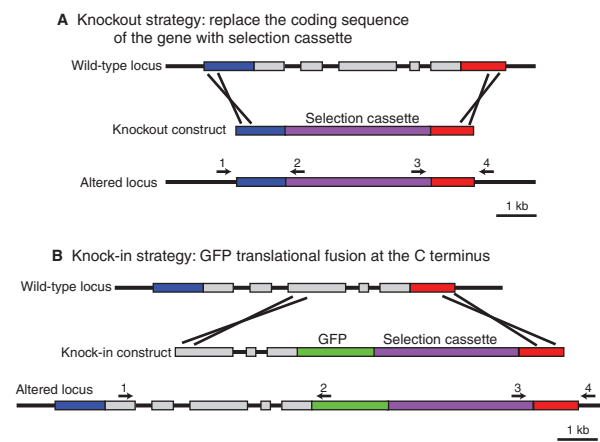 A Knockout strategy: replace the coding sequence
of the gene with selection cassette
Wild-type locus
Selection cassette
Knockout construct
1 2 3 4
Altered locus
1 kb
B Knock-in strategy: GFP translational fusion at the C terminus
Wild-type locus
GFP Selection cassette
Knock-in construct
Altered locus 1 2 3 4
1 kb